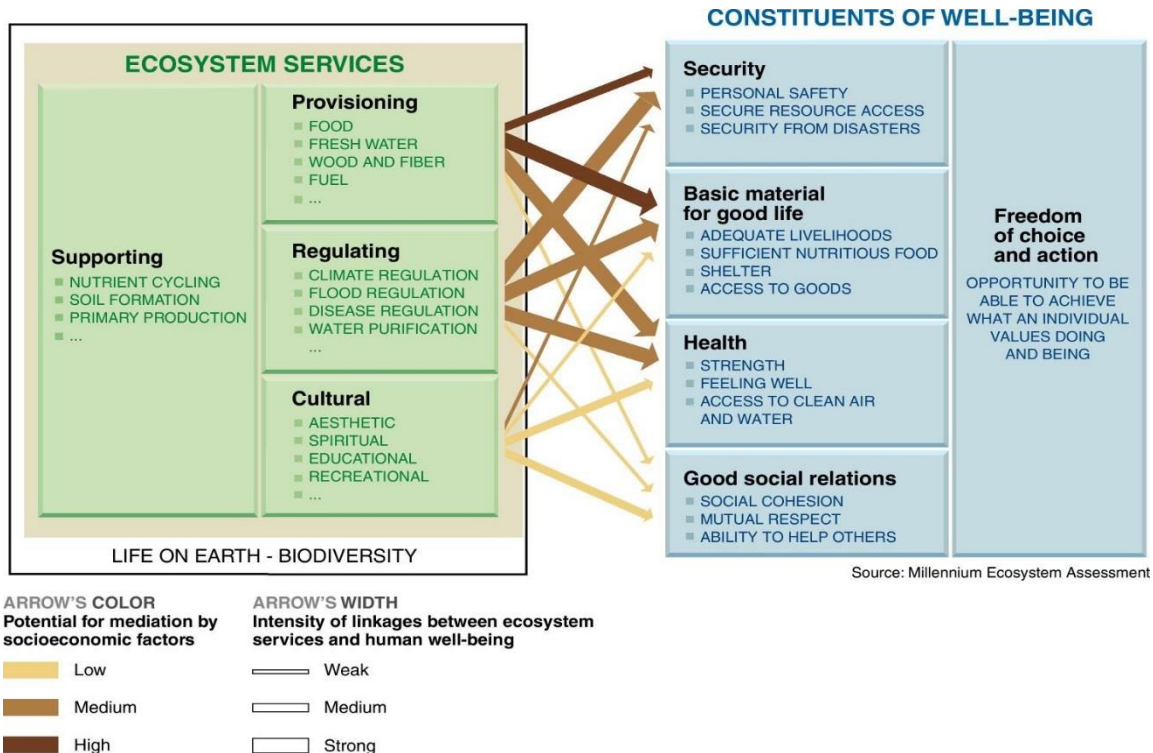 ECOSYSTEM SERVICES
Supporting
NUTRIENT CYCLING
SOIL FORMATION
PRIMARY PRODUCTION
...
Provisioning
FOOD
FRESH WATER
WOOD AND FIBER
FUEL
...
Regulating
CLIMATE REGULATION
FLOOD REGULATION
DISEASE REGULATION
WATER PURIFICATION
...
Cultural
AESTHETIC
SPIRITUAL
EDUCATIONAL
RECREATIONAL
...
LIFE ON EARTH - BIODIVERSITY
CONSTITUENTS OF WELL-BEING
Security
PERSONAL SAFETY
SECURE RESOURCE ACCESS
SECURITY FROM DISASTERS
Basic material
for good life
ADEQUATE LIVELIHOODS
SUFFICIENT NUTRITIOUS FOOD
SHELTER
ACCESS TO GOODS
Health
STRENGTH
FEELING WELL
ACCESS TO CLEAN AIR
AND WATER
Good social relations
SOCIAL COHESION
MUTUAL RESPECT
ABILITY TO HELP OTHERS
Freedom
of choice
and action
OPPORTUNITY TO BE
ABLE TO ACHIEVE
WHAT AN INDIVIDUAL
VALUES DOING
AND BEING
Source: Millennium Ecosystem Assessment
ARROW'S COLOR
Potential for mediation by
socioeconomic factors
Low
Medium
High
ARROW'S WIDTH
Intensity of linkages between ecosystem
services and human well-being
Weak
Medium
Strong